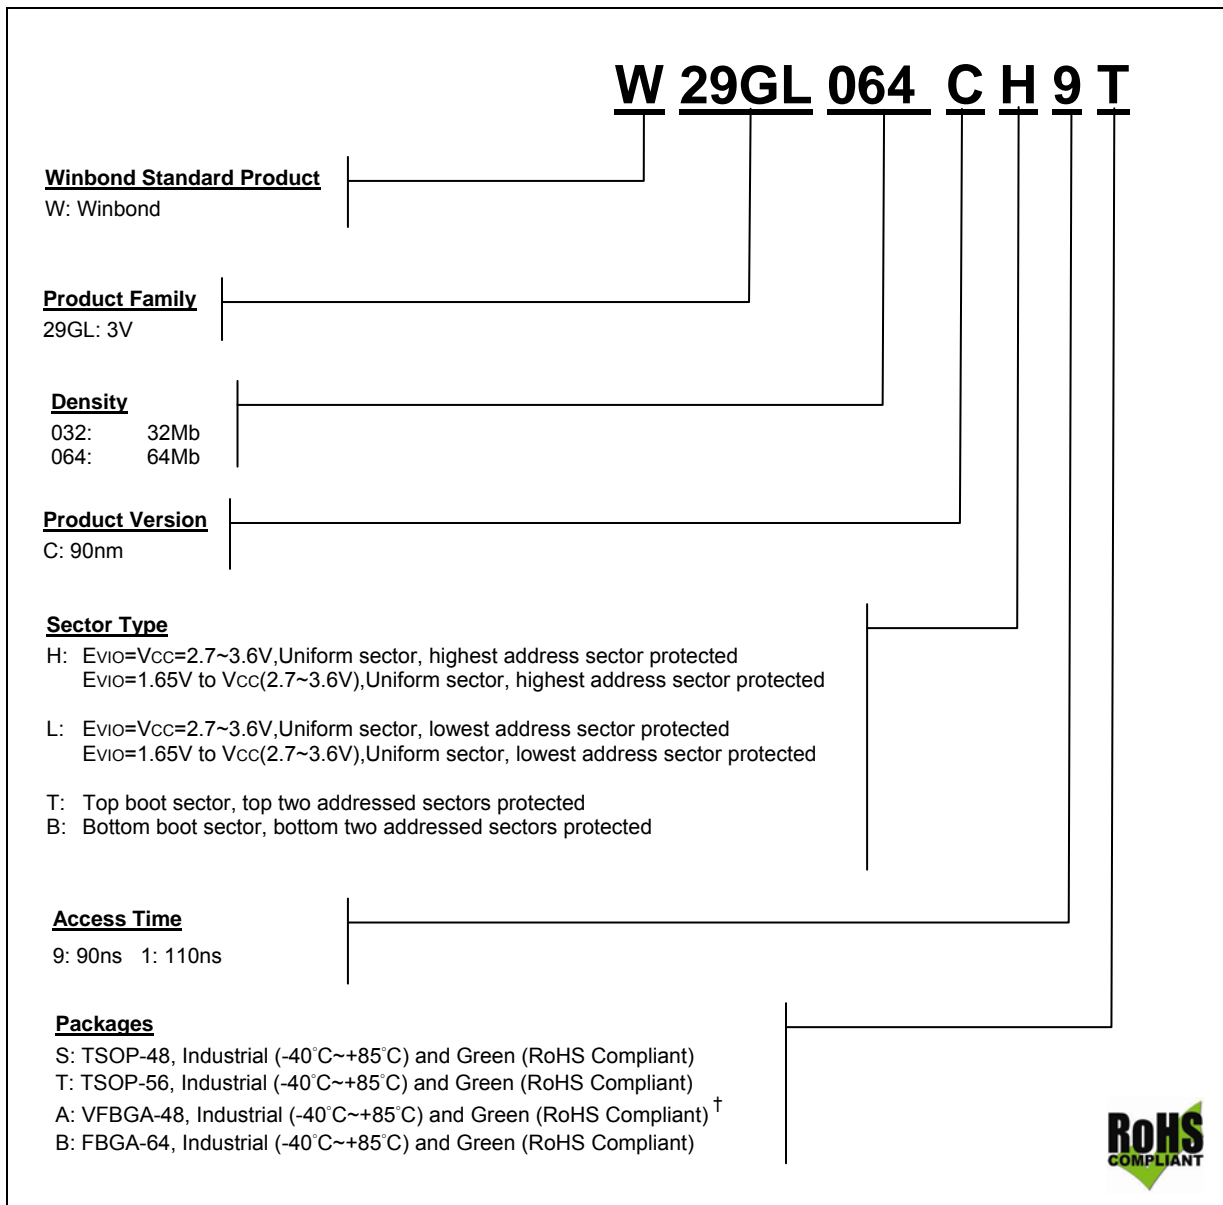 W 29GL 064 C H 9 T
Winbond Standard Product
W: Winbond
Product Family
29GL: 3V
Density
032: 32Mb
064: 64Mb
Product Version
C: 90nm
Sector Type
H: EVIO=VCC=2.7~3.6V,Uniform sector, highest address sector protected
EVIO=1.65V to VCC(2.7~3.6V),Uniform sector, highest address sector protected
L: EVIO=VCC=2.7~3.6V,Uniform sector, lowest address sector protected
EVIO=1.65V to VCC(2.7~3.6V),Uniform sector, lowest address sector protected
T: Top boot sector, top two addressed sectors protected
B: Bottom boot sector, bottom two addressed sectors protected
Access Time
9: 90ns 1: 110ns
Packages
S: TSOP-48, Industrial (-40°C~+85°C) and Green (RoHS Compliant)
T: TSOP-56, Industrial (-40°C~+85°C) and Green (RoHS Compliant)
A: VFBGA-48, Industrial (-40°C~+85°C) and Green (RoHS Compliant) †
B: FBGA-64, Industrial (-40°C~+85°C) and Green (RoHS Compliant)
RoHS
COMPLIANT